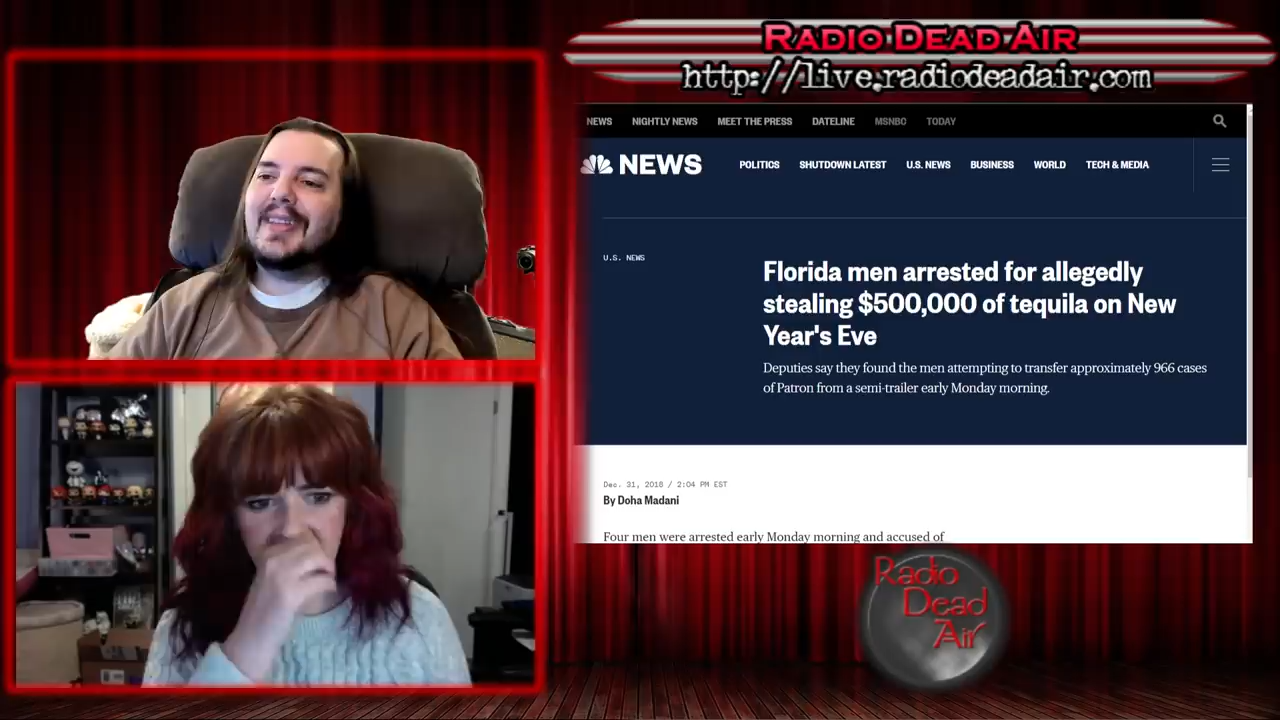 RADIO DEAD AIR
http://live.radiodeadair.com
NEWS NIGHTLY NEWS MEET THE PRESS DATELINE MSNBC TODAY
NEWS POLITICS SHUTDOWN LATEST U.S. NEWS BUSINESS WORLD TECH & MEDIA
U.S. NEWS
Florida men arrested for allegedly
stealing $500,000 of tequila on New
Year's Eve
Deputies say they found the men attempting to transfer approximately 966 cases
of Patron from a semi-trailer early Monday morning.
Dec. 31, 2018 / 2:04 PM EST
By Doha Madani
Four men were arrested early Monday morning and accused of
Radio
Dead
Air